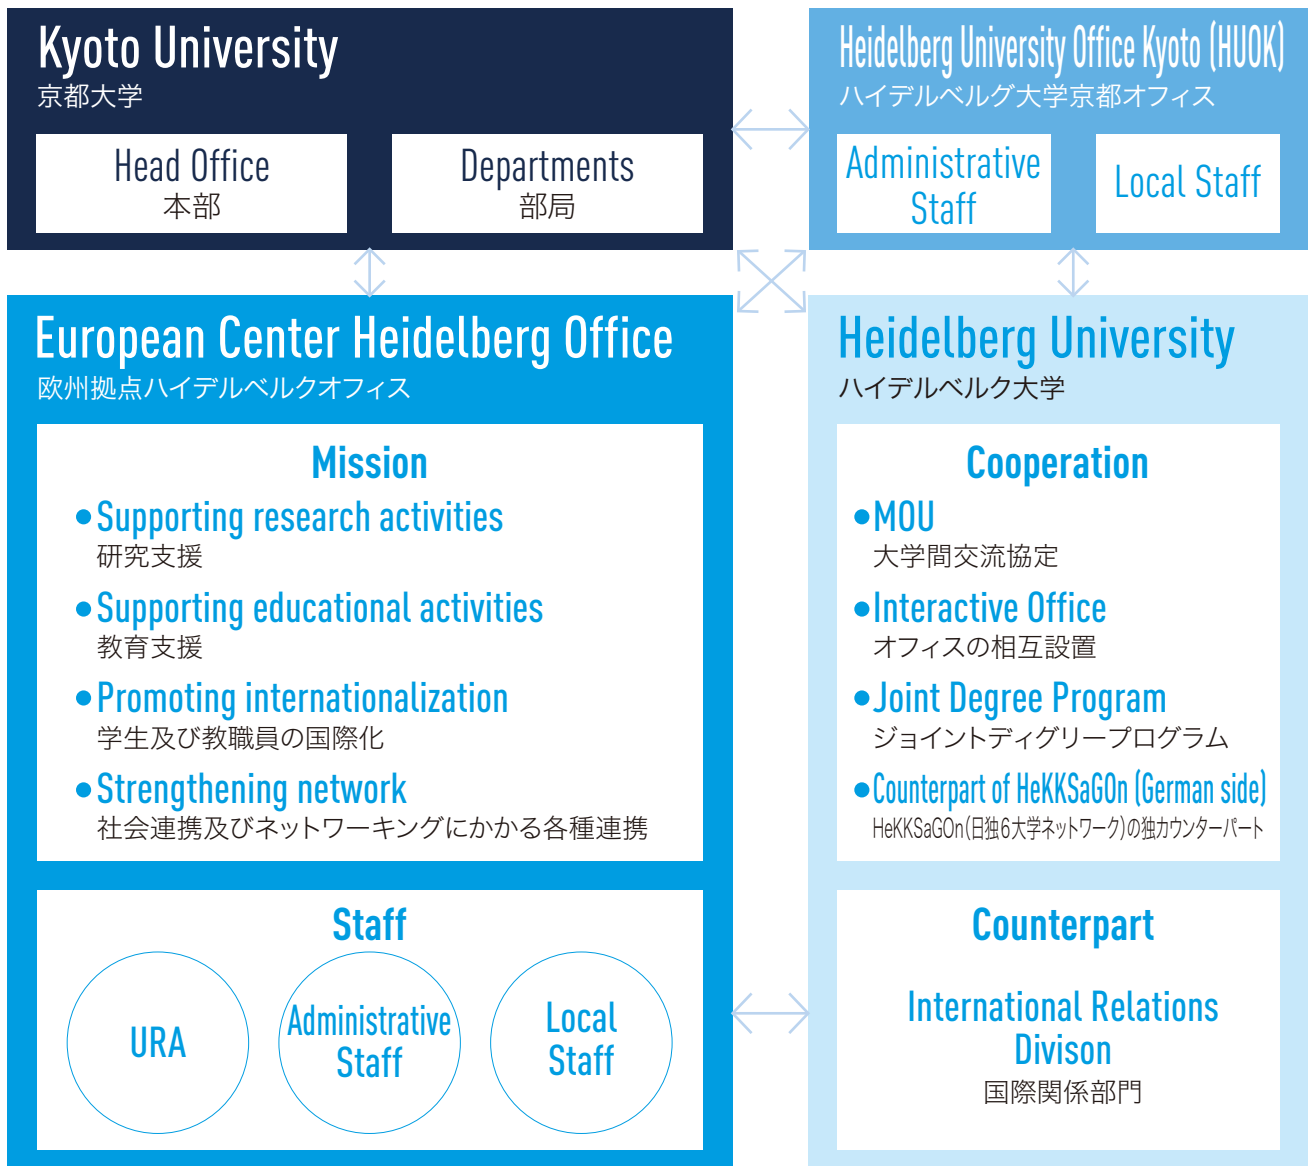 Kyoto University
京都大学
Head Office
本部
Departments
部局
Heidelberg University Office Kyoto (HUOK)
ハイデルベルグ大学京都オフィス
Administrative
Staff
Local Staff
European Center Heidelberg Office
欧州拠点ハイデルベルクオフィス
Mission
●Supporting research activities
研究支援
●Supporting educational activities
教育支援
●Promoting internationalization
学生及び教職員の国際化
●Strengthening network
社会連携及びネットワーキングにかかる各種連携
Staff
URA
Administrative
Staff
Local
Staff
Heidelberg University
ハイデルベルク大学
Cooperation
●MOU
大学間交流協定
●Interactive Office
オフィスの相互設置
●Joint Degree Program
ジョイントディグリープログラム
●Counterpart of HeKKSaGOn (German side)
HeKKSaGOn(日独6大学ネットワーク)の独カウンターパート
Counterpart
International Relations
Divison
国際関係部門